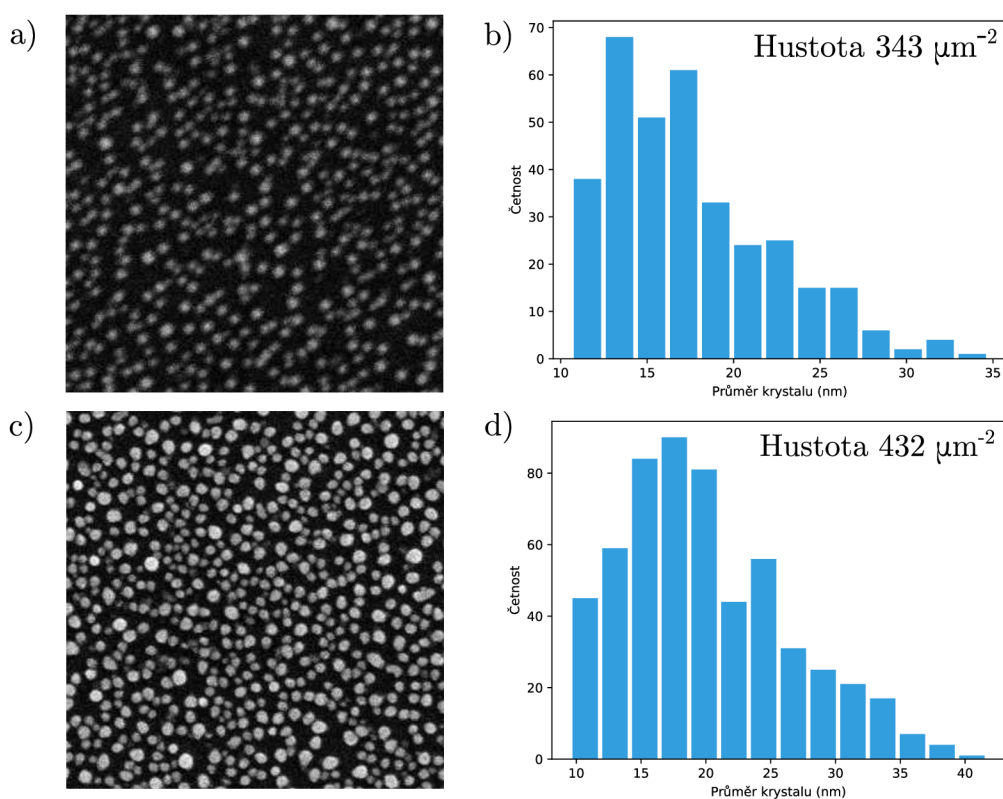 a)
b)
Hustota 343 μm⁻²
70
60
50
40
30
20
10
0
Četnost
10 15 20 25 30 35
Průměr krystalu (nm)
c)
d)
Hustota 432 μm⁻²
80
60
40
20
0
Četnost
10 15 20 25 30 35 40
Průměr krystalu (nm)